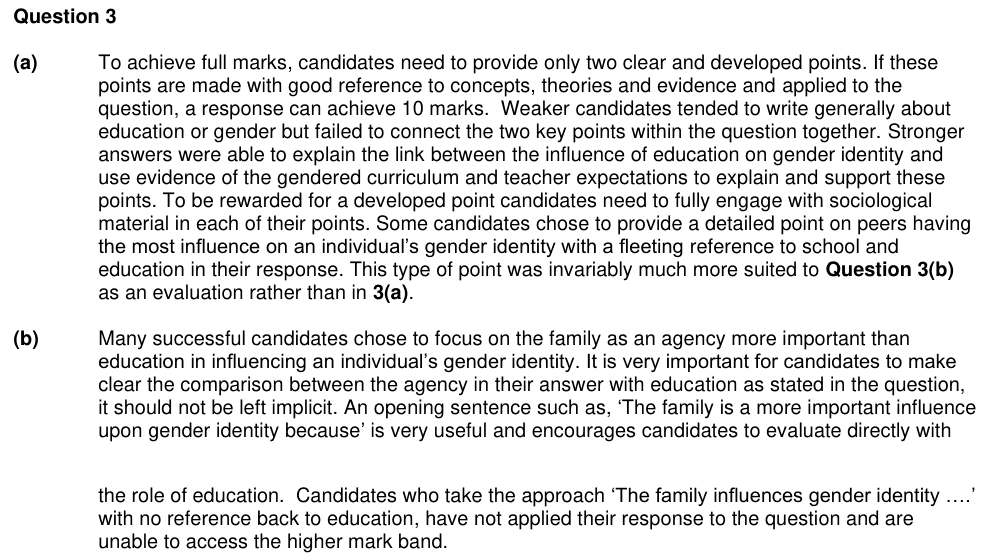 Question 3
(a) To achieve full marks, candidates need to provide only two clear and developed points. If these
points are made with good reference to concepts, theories and evidence and applied to the
question, a response can achieve 10 marks.  Weaker candidates tended to write generally about
education or gender but failed to connect the two key points within the question together. Stronger
answers were able to explain the link between the influence of education on gender identity and
use evidence of the gendered curriculum and teacher expectations to explain and support these
points. To be rewarded for a developed point candidates need to fully engage with sociological
material in each of their points. Some candidates chose to provide a detailed point on peers having
the most influence on an individual’s gender identity with a fleeting reference to school and
education in their response. This type of point was invariably much more suited to Question 3(b)
as an evaluation rather than in 3(a).
(b) Many successful candidates chose to focus on the family as an agency more important than
education in influencing an individual’s gender identity. It is very important for candidates to make
clear the comparison between the agency in their answer with education as stated in the question,
it should not be left implicit. An opening sentence such as, ‘The family is a more important influence
upon gender identity because’ is very useful and encourages candidates to evaluate directly with
the role of education.  Candidates who take the approach ‘The family influences gender identity ….’
with no reference back to education, have not applied their response to the question and are
unable to access the higher mark band.